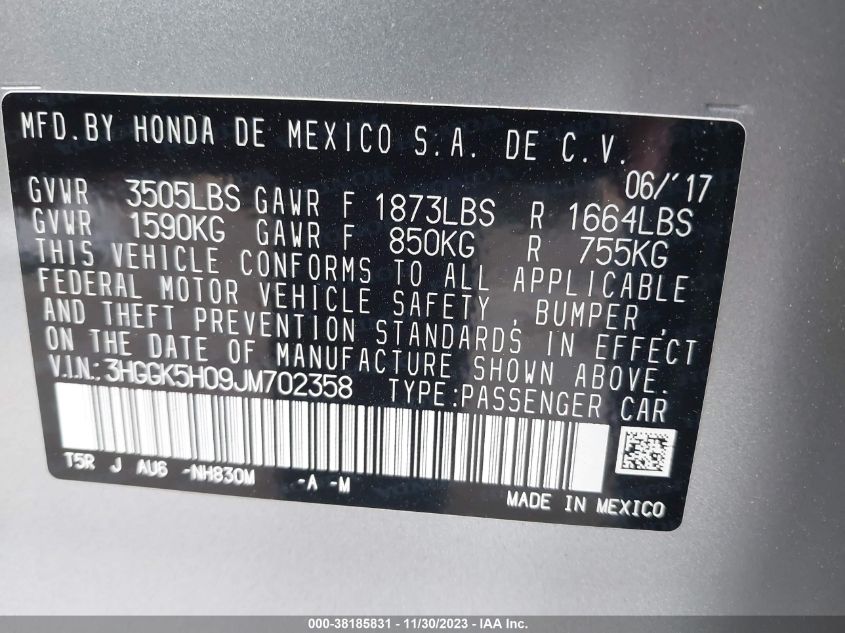 MFD.BY HONDA DE MEXICO S.A. DE C.V.
06/'17
GVWR 3505LBS GAWR F 1873LBS R 1664LBS
GVWR 1590KG GAWR F 850KG R 755KG
THIS VEHICLE CONFORMS TO ALL APPLICABLE
FEDERAL MOTOR VEHICLE SAFETY , BUMPER ,
AND THEFT PREVENTION STANDARDS IN EFFECT
ON THE DATE OF MANUFACTURE SHOWN ABOVE.
V.I.N.: 3HGGK5H09JM702358 TYPE:PASSENGER CAR
T5R J AU6 -NH830M -A -M
MADE IN MEXICO
000-38185831 - 11/30/2023 - IAA Inc.